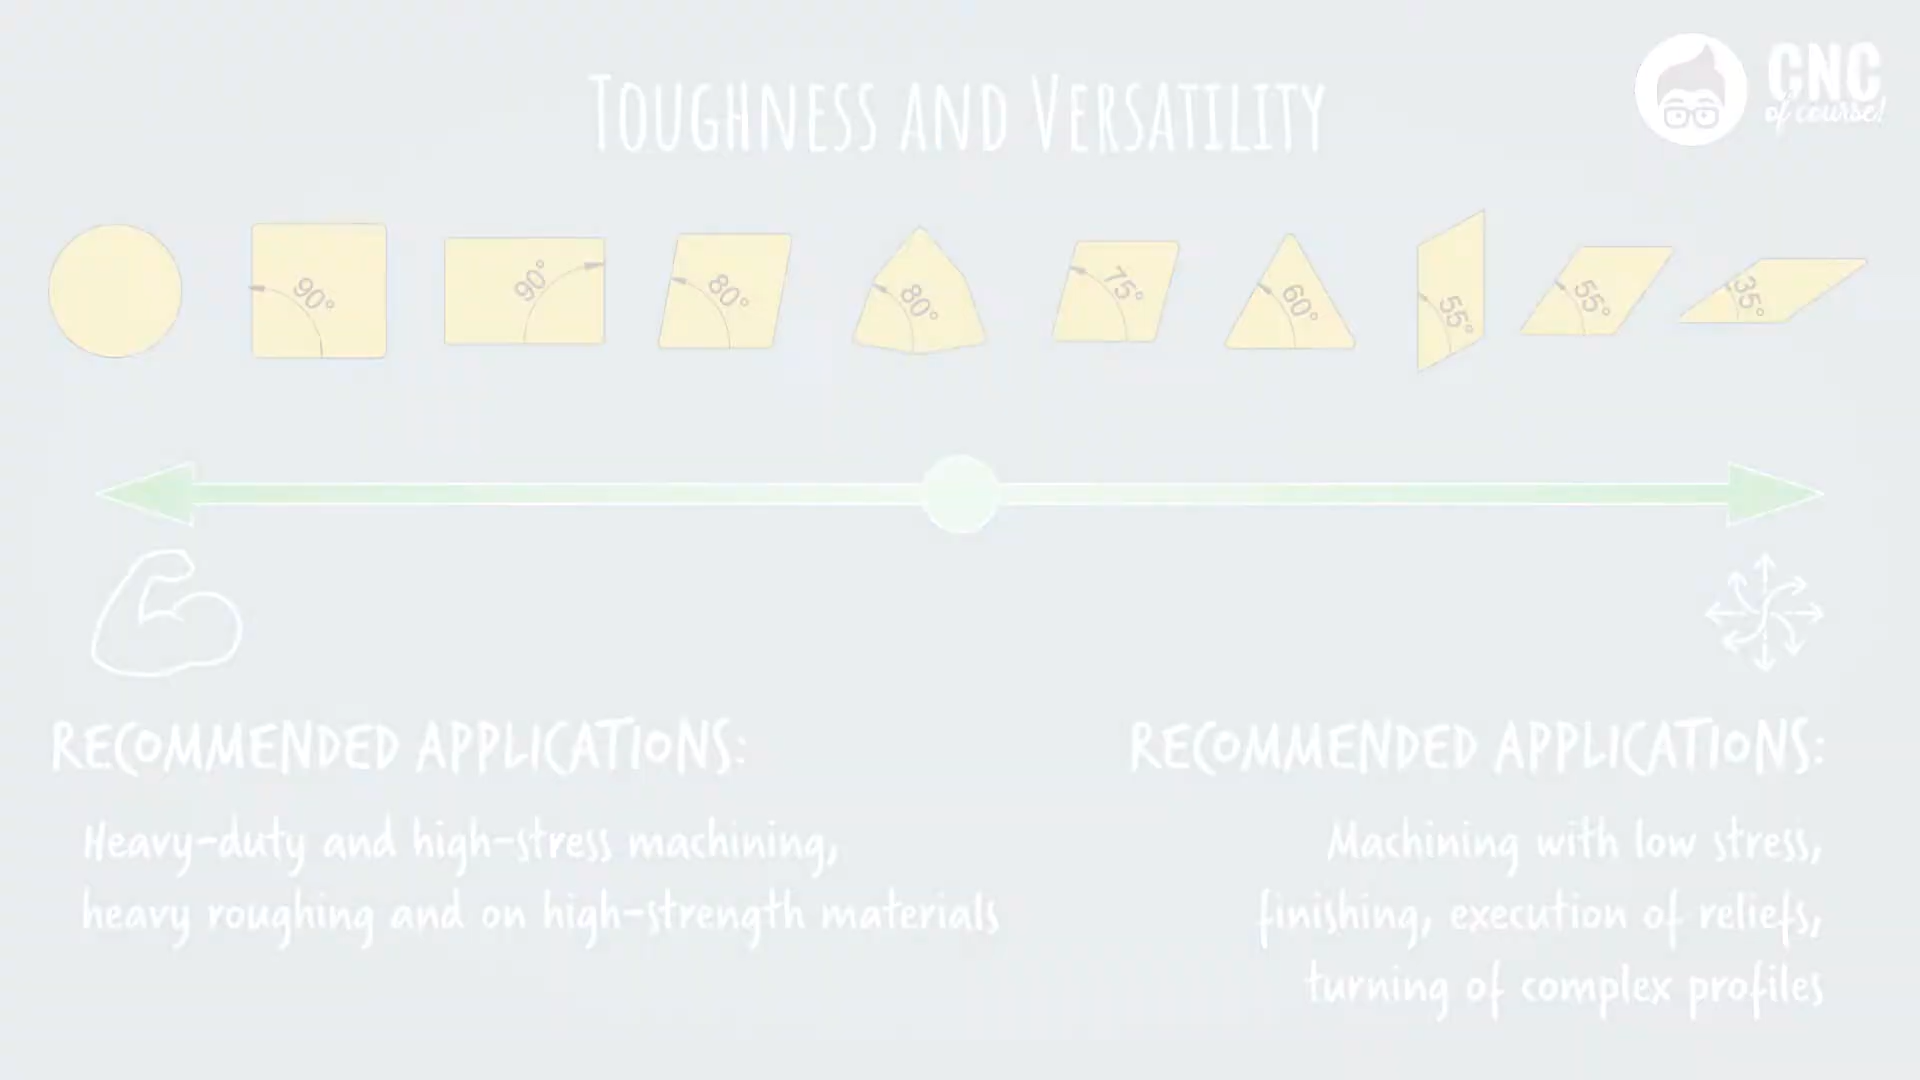 Toughness and Versatility
CNC
of course!
90°
90°
80°
80°
75°
60°
55°
55°
35°
RECOMMENDED APPLICATIONS:
Heavy-duty and high-stress machining,
heavy roughing and on high-strength materials
RECOMMENDED APPLICATIONS:
Machining with low stress,
finishing, execution of reliefs,
turning of complex profiles